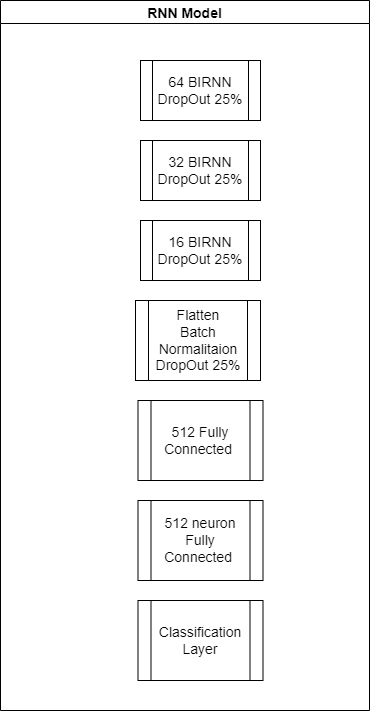 RNN Model
64 BIRNN
DropOut 25%
32 BIRNN
DropOut 25%
16 BIRNN
DropOut 25%
Flatten
Batch
Normalitaion
DropOut 25%
512 Fully
Connected
512 neuron
Fully
Connected
Classification
Layer